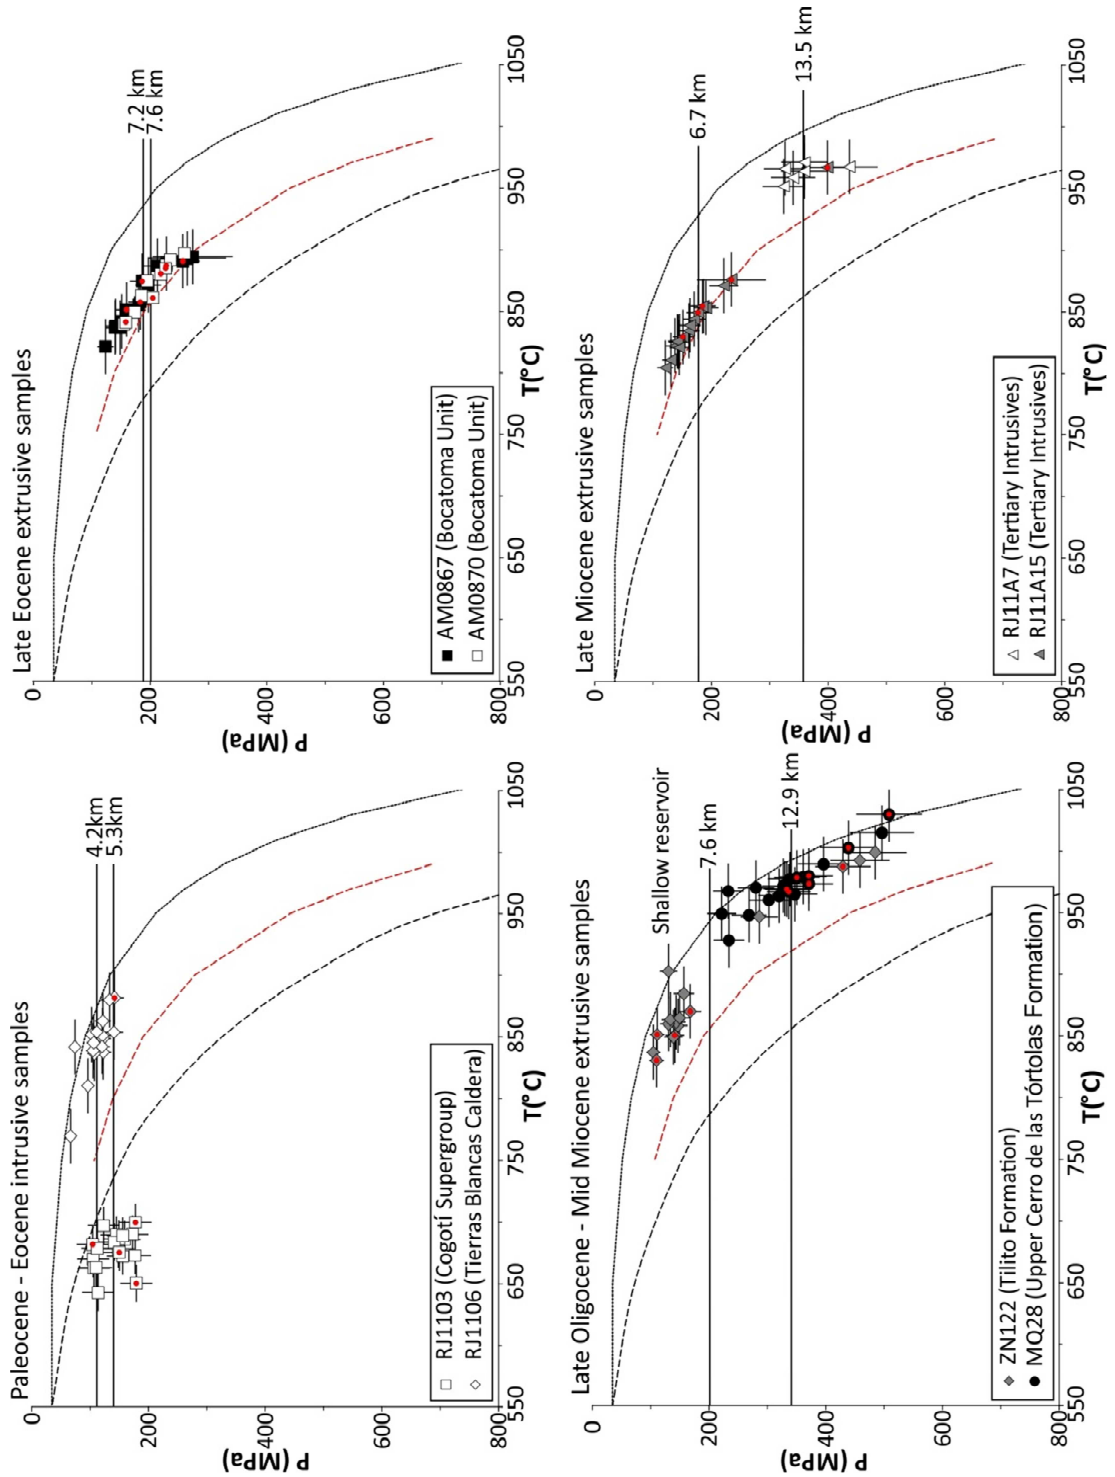 Paleocene - Eocene intrusive samples
0
200
400
600
800
P (MPa)
4.2km
5.3km
RJ1103 (Cogotí Supergroup)
RJ1106 (Tierras Blancas Caldera)
550
650
750
850
950
1050
T(°C)
Late Eocene extrusive samples
0
200
400
600
800
P (MPa)
7.2 km
7.6 km
AM0867 (Bocatoma Unit)
AM0870 (Bocatoma Unit)
550
650
750
850
950
1050
T(°C)
Late Oligocene - Mid Miocene extrusive samples
0
200
400
600
800
P (MPa)
Shallow reservoir
7.6 km
12.9 km
ZN122 (Tilito Formation)
MQ28 (Upper Cerro de las Tórtolas Formation)
550
650
750
850
950
1050
T(°C)
Late Miocene extrusive samples
0
200
400
600
800
P (MPa)
6.7 km
13.5 km
RJ11A7 (Tertiary Intrusives)
RJ11A15 (Tertiary Intrusives)
550
650
750
850
950
1050
T(°C)